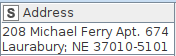 S Address
208 Michael Ferry Apt. 674
Laurabury; NE 37010-5101